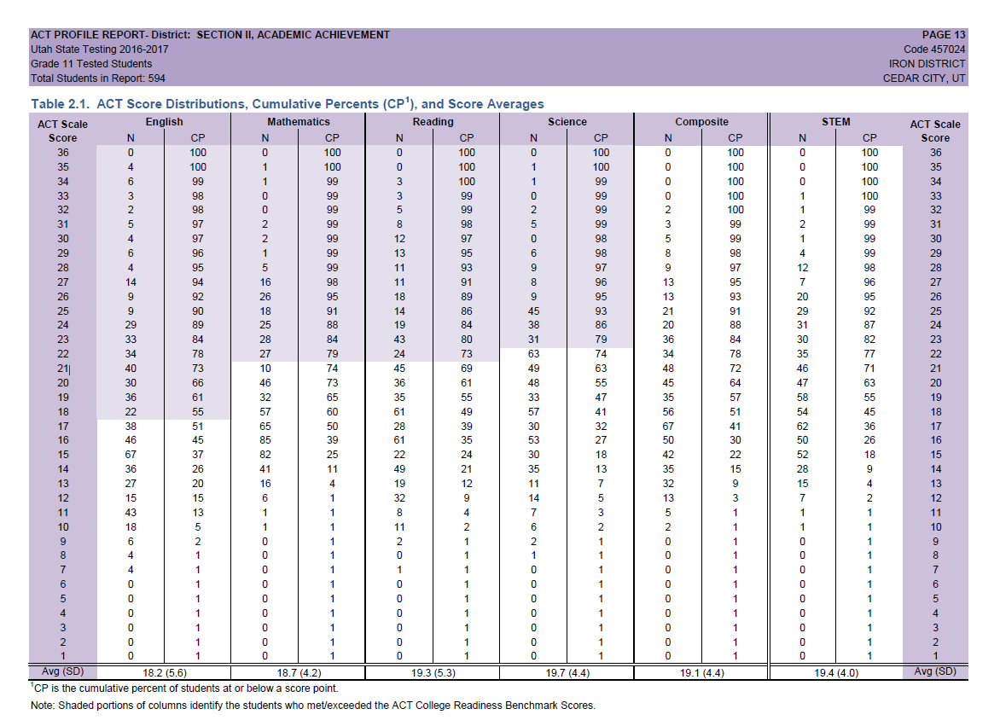 ACT PROFILE REPORT- District: SECTION II, ACADEMIC ACHIEVEMENT PAGE 13
Utah State Testing 2016-2017 Code 457024
Grade 11 Tested Students IRON DISTRICT
Total Students in Report: 594 CEDAR CITY, UT
Table 2.1. ACT Score Distributions, Cumulative Percents (CP1), and Score Averages
ACT Scale English Mathematics Reading Science Composite STEM ACT Scale
Score N CP N CP N CP N CP N CP N CP Score
36 0 100 0 100 0 100 0 100 0 100 0 100 36
35 4 100 1 100 0 100 1 100 0 100 0 100 35
34 6 99 1 99 3 100 1 99 0 100 0 100 34
33 3 98 0 99 3 99 0 99 0 100 1 100 33
32 2 98 0 99 5 99 2 99 2 100 1 99 32
31 5 97 2 99 8 98 5 99 3 99 2 99 31
30 4 97 2 99 12 97 0 98 5 99 1 99 30
29 6 96 1 99 13 95 6 98 8 98 4 99 29
28 4 95 5 99 11 93 9 97 9 97 12 98 28
27 14 94 16 98 11 91 8 96 13 95 7 96 27
26 9 92 26 95 18 89 9 95 13 93 20 95 26
25 9 90 18 91 14 86 45 93 21 91 29 92 25
24 29 89 25 88 19 84 38 86 20 88 31 87 24
23 33 84 28 84 43 80 31 79 36 84 30 82 23
22 34 78 27 79 24 73 63 74 34 78 35 77 22
21 40 73 10 74 45 69 49 63 48 72 46 71 21
20 30 66 46 73 36 61 48 55 45 64 47 63 20
19 36 61 32 65 35 55 33 47 35 57 58 55 19
18 22 55 57 60 61 49 57 41 56 51 54 45 18
17 38 51 65 50 28 39 30 32 67 41 62 36 17
16 46 45 85 39 61 35 53 27 50 30 50 26 16
15 67 37 82 25 22 24 30 18 42 22 52 18 15
14 36 26 41 11 49 21 35 13 35 15 28 9 14
13 27 20 16 4 19 12 11 7 32 9 15 4 13
12 15 15 6 1 32 9 14 5 13 3 7 2 12
11 43 13 1 1 8 4 7 3 5 1 1 1 11
10 18 5 1 1 11 2 6 2 2 1 1 1 10
9 6 2 0 1 2 1 2 1 0 1 0 1 9
8 4 1 0 1 0 1 1 1 0 1 0 1 8
7 4 1 0 1 1 1 0 1 0 1 0 1 7
6 0 1 0 1 0 1 0 1 0 1 0 1 6
5 0 1 0 1 0 1 0 1 0 1 0 1 5
4 0 1 0 1 0 1 0 1 0 1 0 1 4
3 0 1 0 1 0 1 0 1 0 1 0 1 3
2 0 1 0 1 0 1 0 1 0 1 0 1 2
1 0 1 0 1 0 1 0 1 0 1 0 1 1
Avg (SD) 18.2 (5.6) 18.7 (4.2) 19.3 (5.3) 19.7 (4.4) 19.1 (4.4) 19.4 (4.0) Avg (SD)
1CP is the cumulative percent of students at or below a score point.
Note: Shaded portions of columns identify the students who met/exceeded the ACT College Readiness Benchmark Scores.